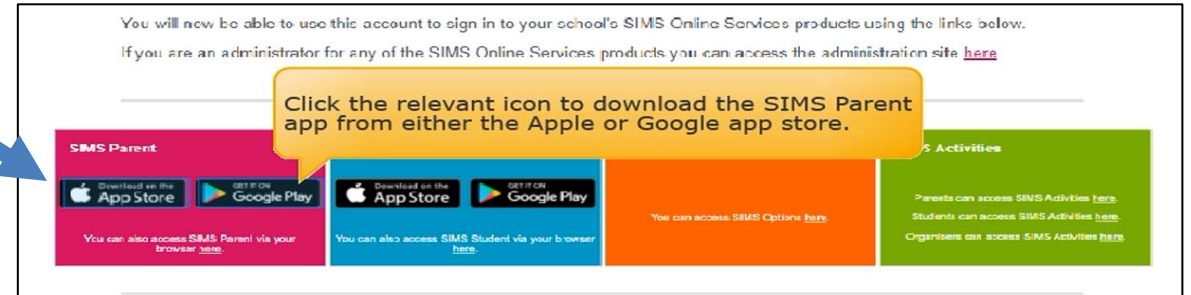 You will now be able to use this account to sign in to your school's SIMS Online Services products using the links below.
If you are an administrator for any of the SIMS Online Services products you can access the administration site here
Click the relevant icon to download the SIMS Parent
app from either the Apple or Google app store.
SIMS Parent
Download on the
App Store
GET IT ON
Google Play
You can also access SIMS Parent via your
browser here.
Download on the
App Store
GET IT ON
Google Play
You can also access SIMS Student via your browser
here.
You can access SIMS Options here.
S Activities
Parents can access SIMS Activities here.
Students can access SIMS Activities here.
Organisers can access SIMS Activities here.